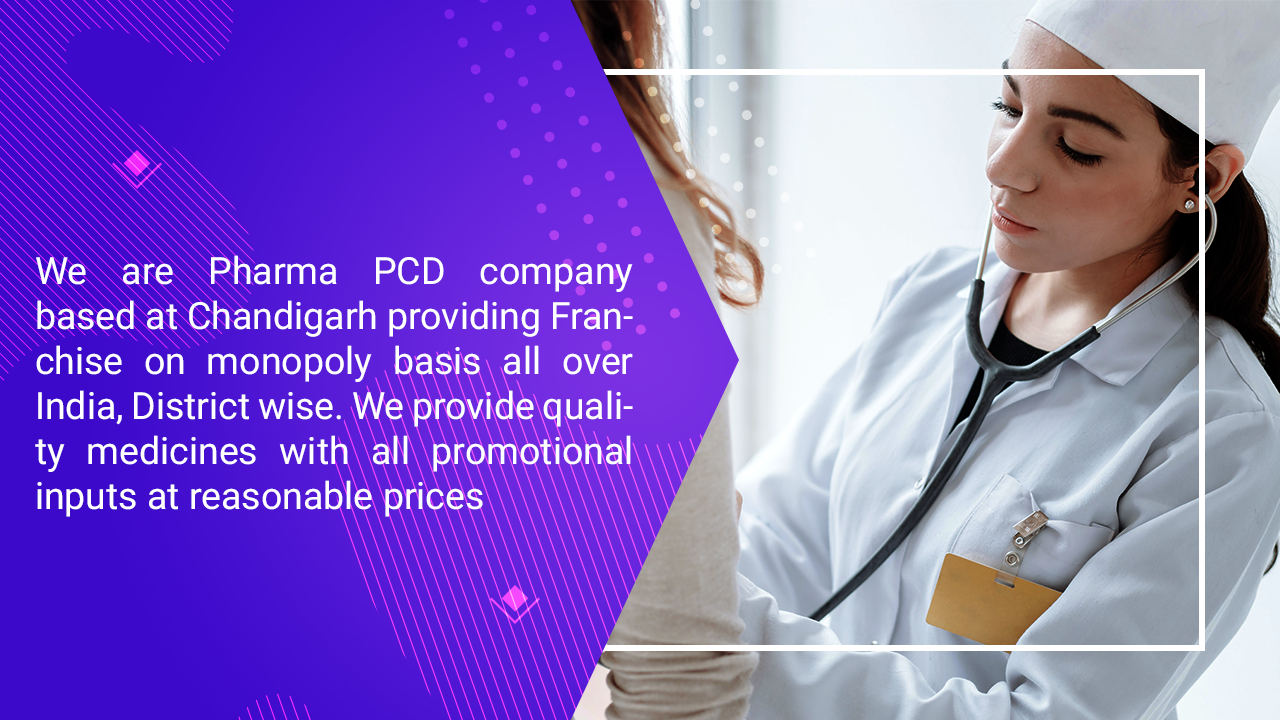 We are Pharma PCD company
based at Chandigarh providing Fran-
chise on monopoly basis all over
India, District wise. We provide quali-
ty medicines with all promotional
inputs at reasonable prices